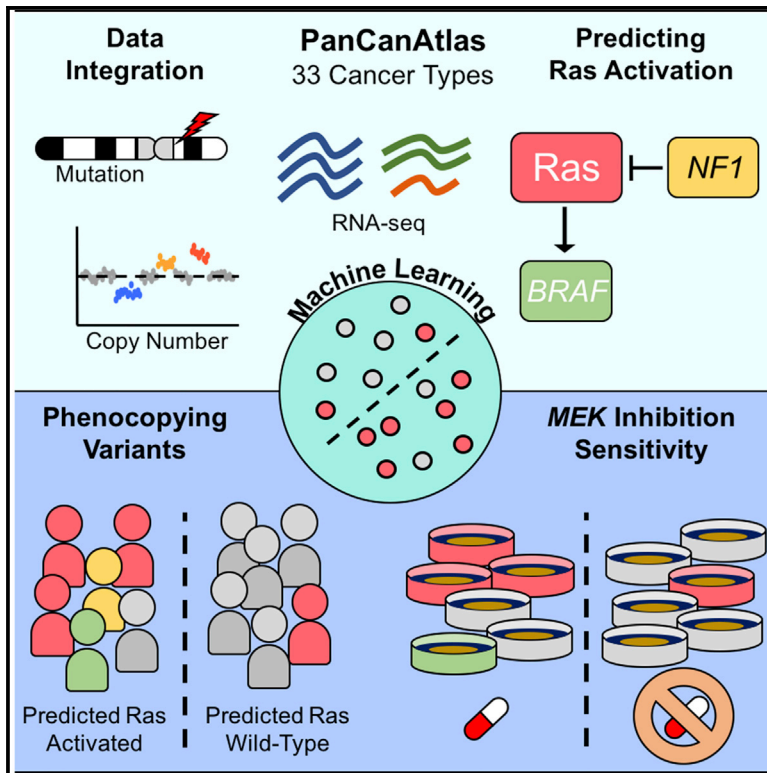 Data
Integration
PanCanAtlas
33 Cancer Types
Predicting
Ras Activation
Mutation
RNA-seq
Ras
NF1
BRAF
Copy Number
Machine Learning
Phenocopying
Variants
MEK Inhibition
Sensitivity
Predicted Ras
Activated
Predicted Ras
Wild-Type